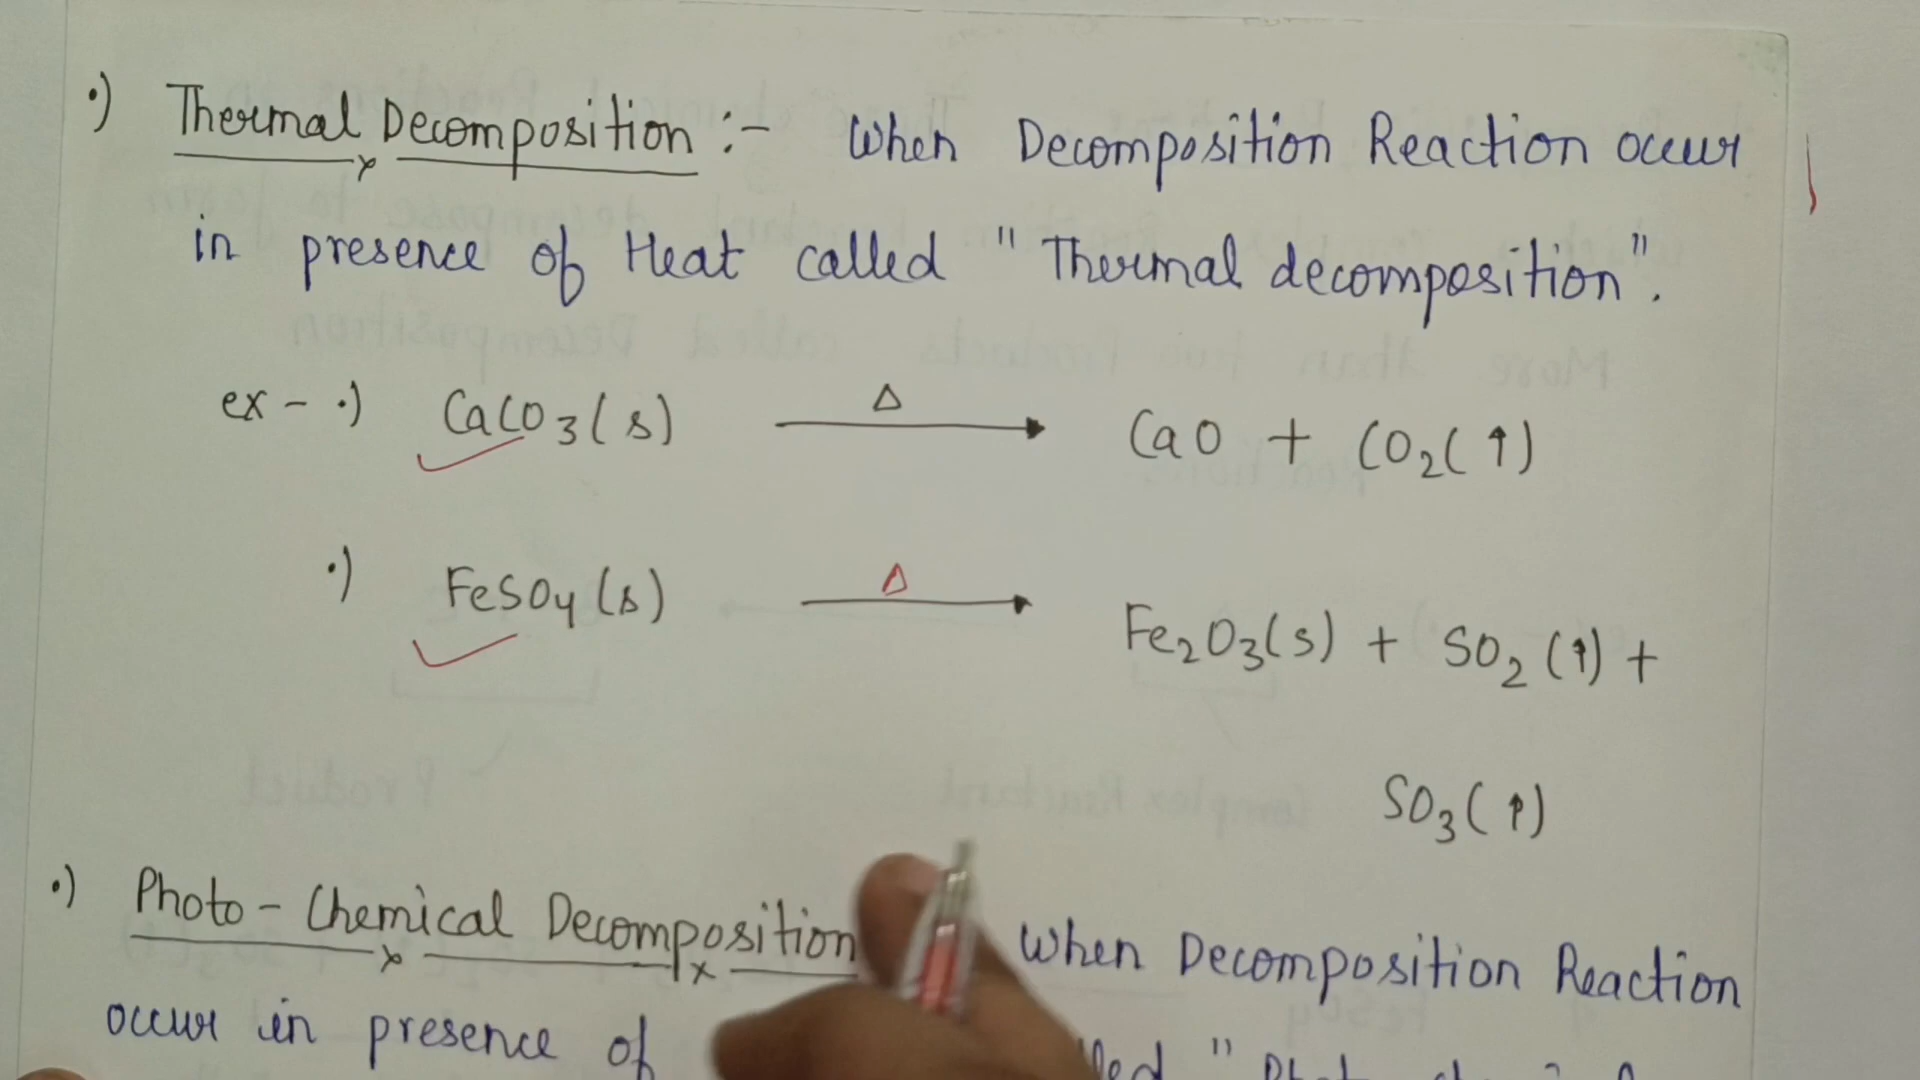 •) Thermal Decomposition :- When Decomposition Reaction occur
in presence of Heat called "Thermal decomposition".
ex - •) CaCO₃(s) —Δ→ CaO + CO₂(↑)
•) FeSO₄(s) —Δ→ Fe₂O₃(s) + SO₂(↑) +
SO₃(↑)
•) Photo - Chemical Decomposition When Decomposition Reaction
occur in presence of